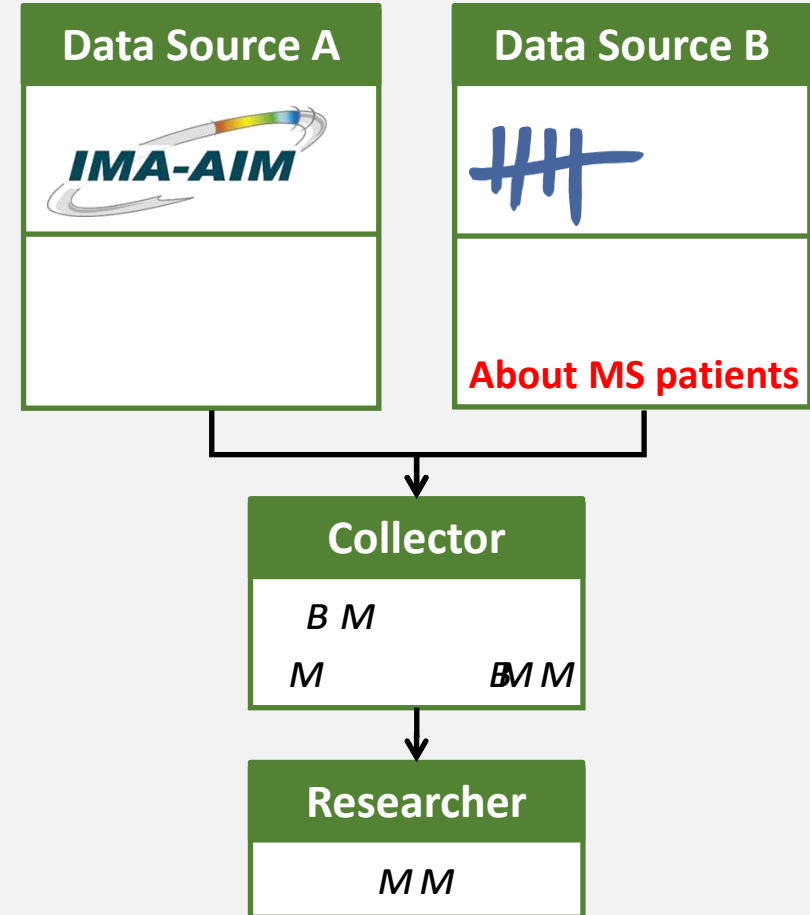 Data Source A
Data Source B
IMA-AIM
About MS patients
Collector
B M
M
M M
Researcher
M M